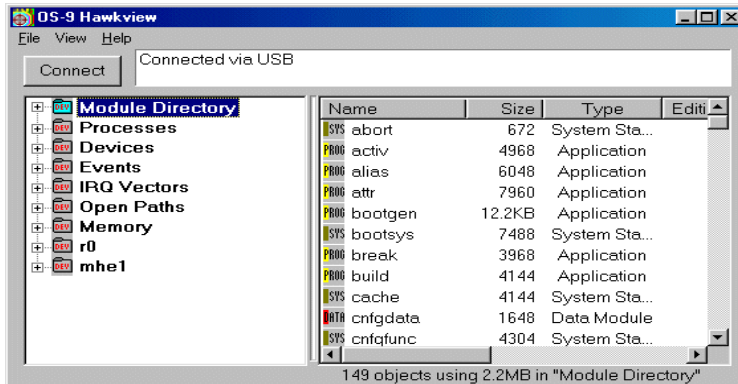 OS-9 Hawkview
File View Help
Connect
Connected via USB
Module Directory
Processes
Devices
Events
IRQ Vectors
Open Paths
Memory
r0
mhe1
Name Size Type Editi
SYS abort 672 System Sta...
PROG activ 4968 Application
PROG alias 6048 Application
PROG attr 7960 Application
PROG bootgen 12.2KB Application
SYS bootsys 7488 System Sta...
PROG break 3968 Application
PROG build 4144 Application
SYS cache 4144 System Sta...
DATA cnfgdata 1648 Data Module
SYS cnfgfunc 4304 System Sta...
149 objects using 2.2MB in "Module Directory"